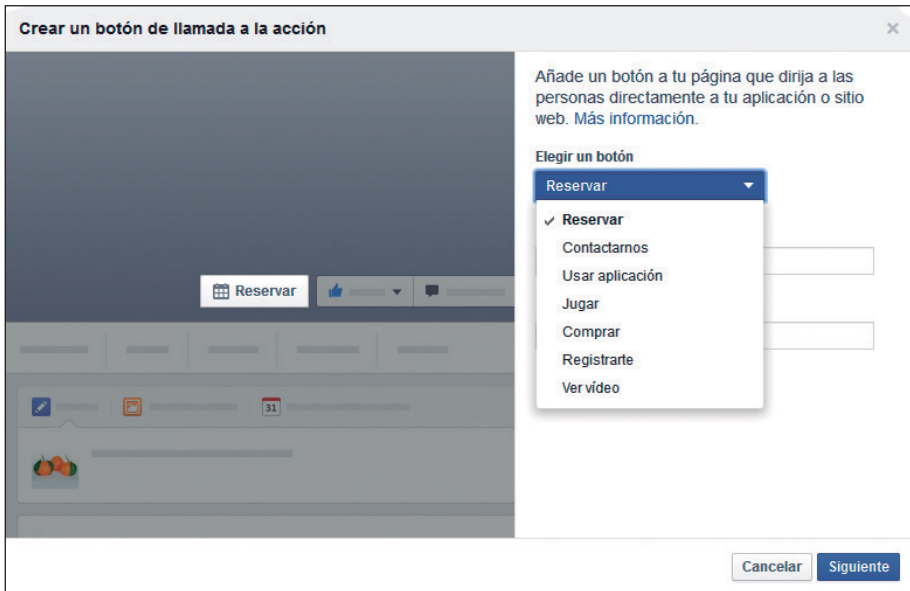 Crear un botón de llamada a la acción
Añade un botón a tu página que dirija a las
personas directamente a tu aplicación o sitio
web. Más información.
Elegir un botón
Reservar
Reservar
Contactarnos
Usar aplicación
Jugar
Comprar
Registrarte
Ver vídeo
Reservar
31
Cancelar
Siguiente